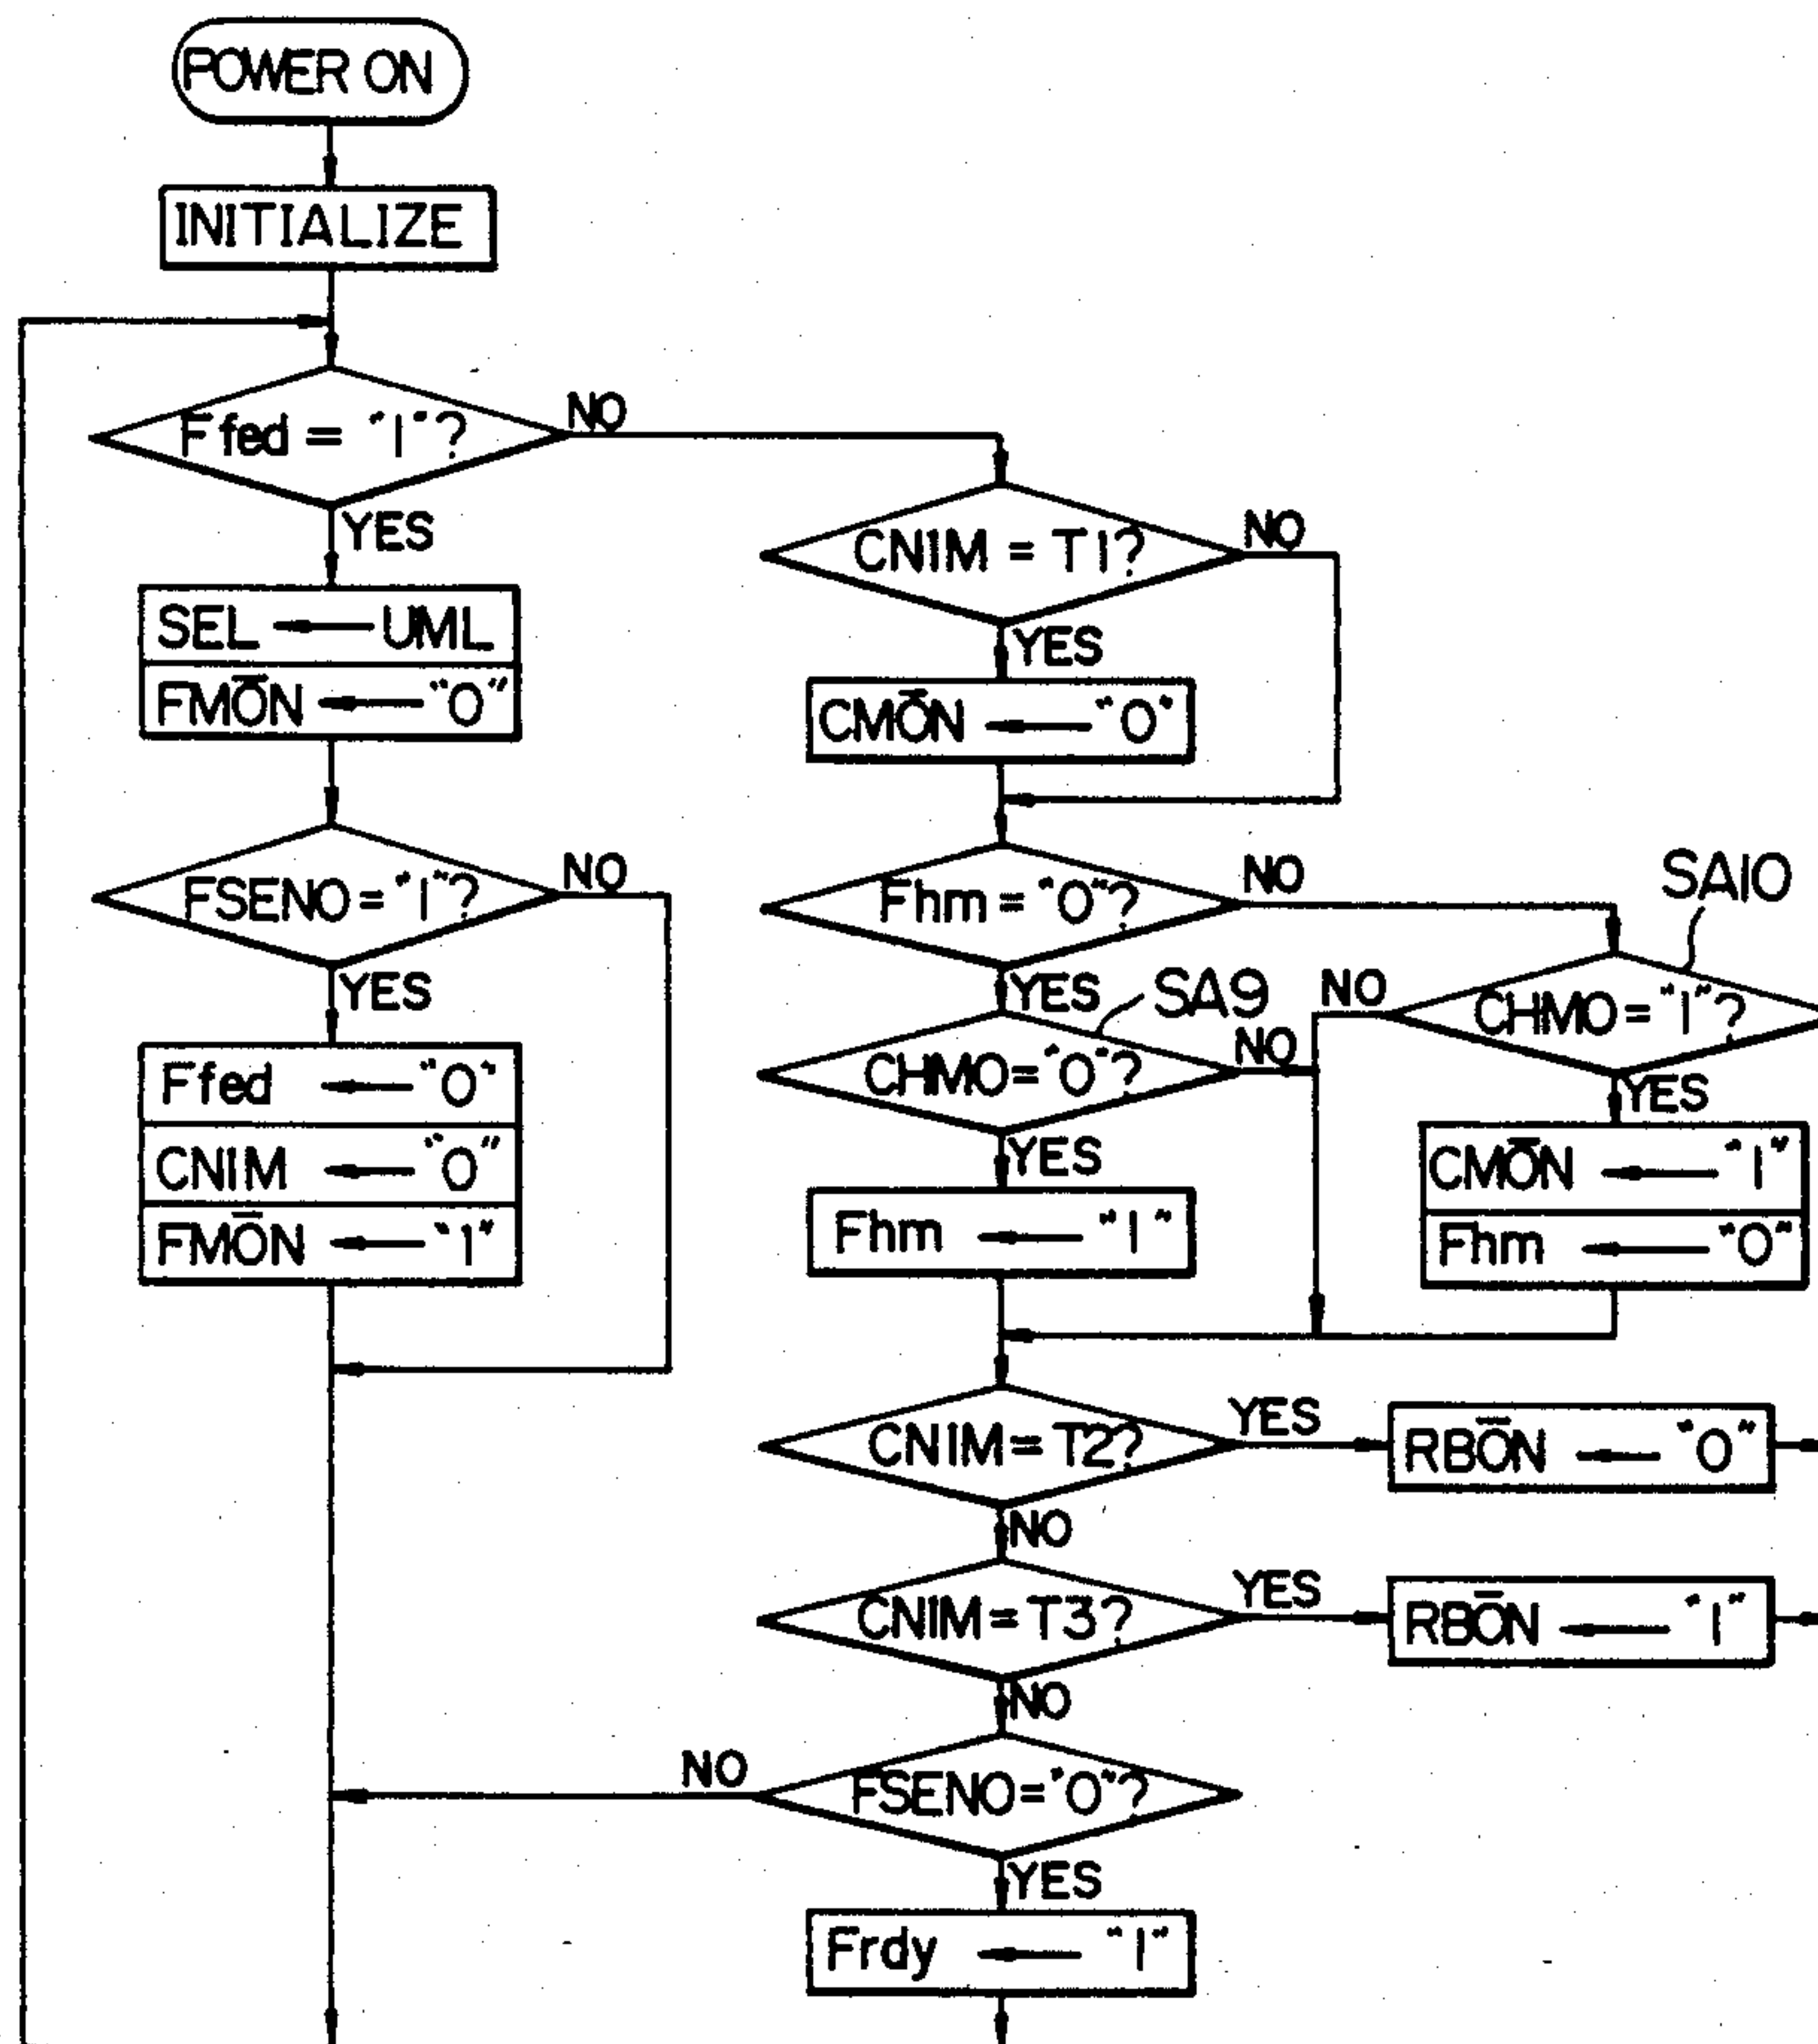 POWER ON
INITIALIZE
Ffed = "1"?
NO
YES
SEL ← UML
FMŌN ← "0"
FSENO = "1"?
NO
YES
Ffed ← "0"
CNIM ← "0"
FMŌN ← "1"
CNIM = T1?
NO
YES
CMŌN ← "0"
Fhm = "0"?
NO
YES
SA9
CHMO = "0"?
NO
YES
Fhm ← "1"
SA10
CHMO = "1"?
NO
YES
CMŌN ← "1"
Fhm ← "0"
CNIM = T2?
YES
RBŌN ← "0"
NO
CNIM = T3?
YES
RBŌN ← "1"
NO
FSENO = "0"?
NO
YES
Frdy ← "1"